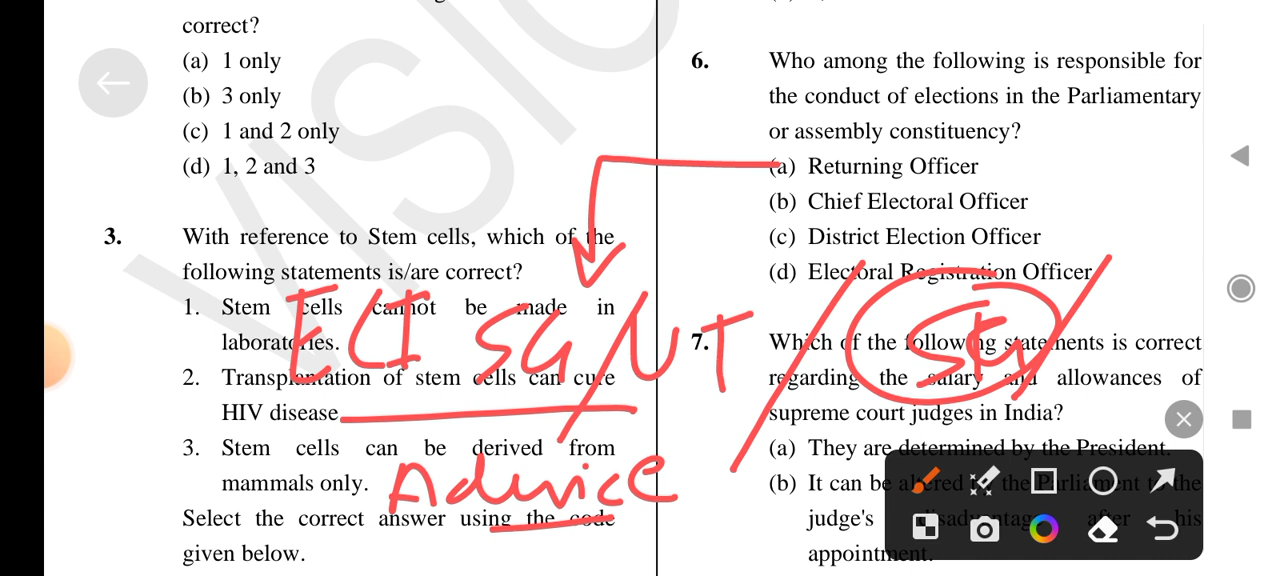 correct?
(a) 1 only
(b) 3 only
(c) 1 and 2 only
(d) 1, 2 and 3
3. With reference to Stem cells, which of the
following statements is/are correct?
1. Stem cells cannot be made in
laboratories.
2. Transplantation of stem cells can cure
HIV disease.
3. Stem cells can be derived from
mammals only.
Select the correct answer using the code
given below.
6. Who among the following is responsible for
the conduct of elections in the Parliamentary
or assembly constituency?
(a) Returning Officer
(b) Chief Electoral Officer
(c) District Election Officer
(d) Electoral Registration Officer
7. Which of the following statements is correct
regarding the salary and allowances of
supreme court judges in India?
(a) They are determined by the President.
(b) It can be altered by the Parliament to the
judge's disadvantage after his
appointment.
ECI SG/UT
Advice
VISIO